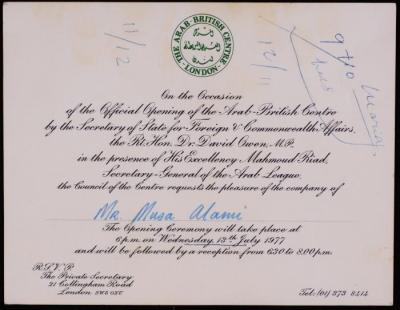 THE ARAB-BRITISH CENTRE
LONDON
11/12
12/11
On the Occasion
of the Official Opening of the Arab-British Centre
by the Secretary of State for Foreign & Commonwealth Affairs,
the Rt. Hon. Dr. David Owen, M.P.
in the presence of His Excellency Mahmoud Riad,
Secretary-General of the Arab League,
the Council of the Centre requests the pleasure of the company of
Mr. Musa Alami
The Opening Ceremony will take place at
6 p.m. on Wednesday, 13th July 1977
and will be followed by a reception from 6.30 to 8.00 p.m.
R.S.V.P.
The Private Secretary
21 Collingham Road
London SW5 0XC
Tel: (01) 373 8414